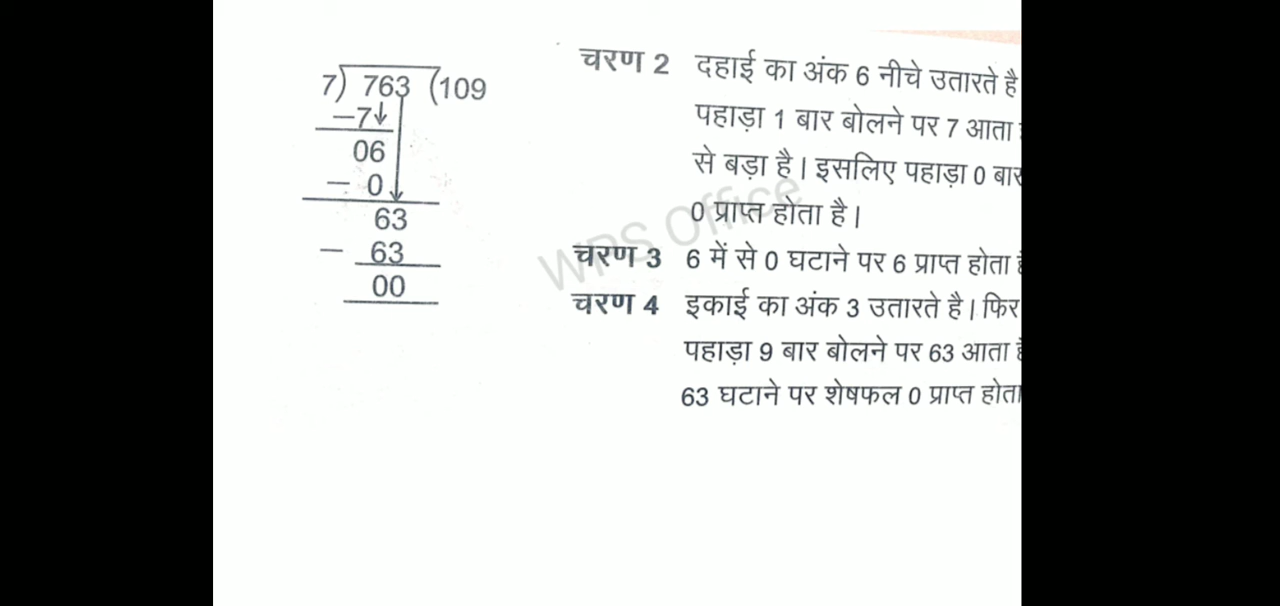 7) 763 (109
–7↓
06
– 0
63
– 63
00
चरण 2 दहाई का अंक 6 नीचे उतारते है
पहाड़ा 1 बार बोलने पर 7 आता
से बड़ा है। इसलिए पहाड़ा 0 बार
0 प्राप्त होता है।
चरण 3 6 में से 0 घटाने पर 6 प्राप्त होता
चरण 4 इकाई का अंक 3 उतारते है। फिर
पहाड़ा 9 बार बोलने पर 63 आता
63 घटाने पर शेषफल 0 प्राप्त होता
WPS Office